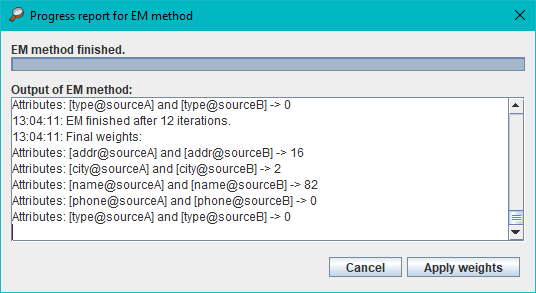 Progress report for EM method
EM method finished.
Output of EM method:
Attributes: [type@sourceA] and [type@sourceB] -> 0
13:04:11: EM finished after 12 iterations.
13:04:11: Final weights:
Attributes: [addr@sourceA] and [addr@sourceB] -> 16
Attributes: [city@sourceA] and [city@sourceB] -> 2
Attributes: [name@sourceA] and [name@sourceB] -> 82
Attributes: [phone@sourceA] and [phone@sourceB] -> 0
Attributes: [type@sourceA] and [type@sourceB] -> 0
Cancel Apply weights